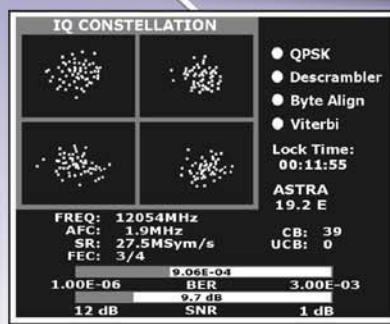 IQ CONSTELLATION
QPSK
Descrambler
Byte Align
Viterbi
Lock Time:
00:11:55
ASTRA
19.2 E
FREQ: 12054MHz
AFC: 1.9MHz
SR: 27.5MSym/s
FEC: 3/4
CB: 39
UCB: 0
9.06E-04
1.00E-06 BER 3.00E-03
9.7 dB
12 dB SNR 1 dB